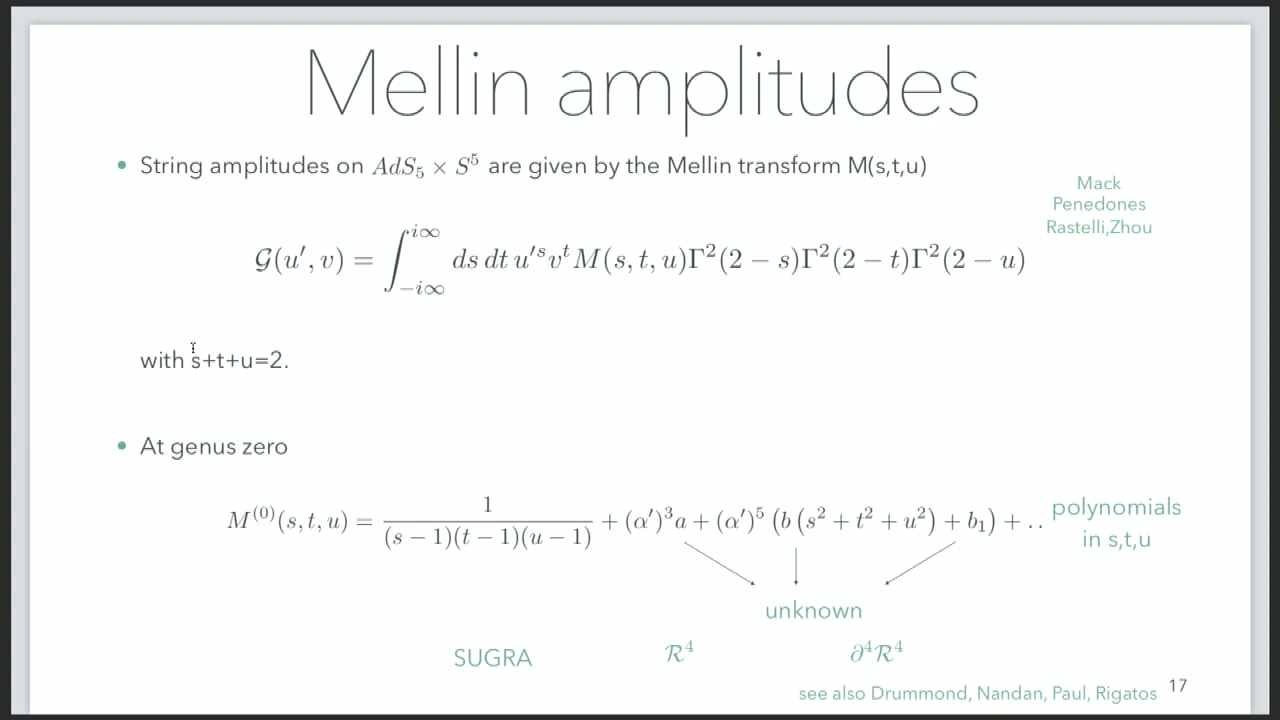 Mellin amplitudes
• String amplitudes on $AdS_5 \times S^5$ are given by the Mellin transform M(s,t,u)
Mack
Penedones
Rastelli,Zhou
$\mathcal{G}(u', v) = \int_{-i\infty}^{i\infty} ds\, dt\, u'^s v^t M(s,t,u) \Gamma^2(2-s) \Gamma^2(2-t) \Gamma^2(2-u)$
with s+t+u=2.
• At genus zero
$M^{(0)}(s,t,u) = \frac{1}{(s-1)(t-1)(u-1)} + (\alpha')^3 a + (\alpha')^5 \left(b\left(s^2+t^2+u^2\right) + b_1\right) + ..$
polynomials
in s,t,u
unknown
SUGRA $\mathcal{R}^4$ $\partial^4 \mathcal{R}^4$
see also Drummond, Nandan, Paul, Rigatos 17